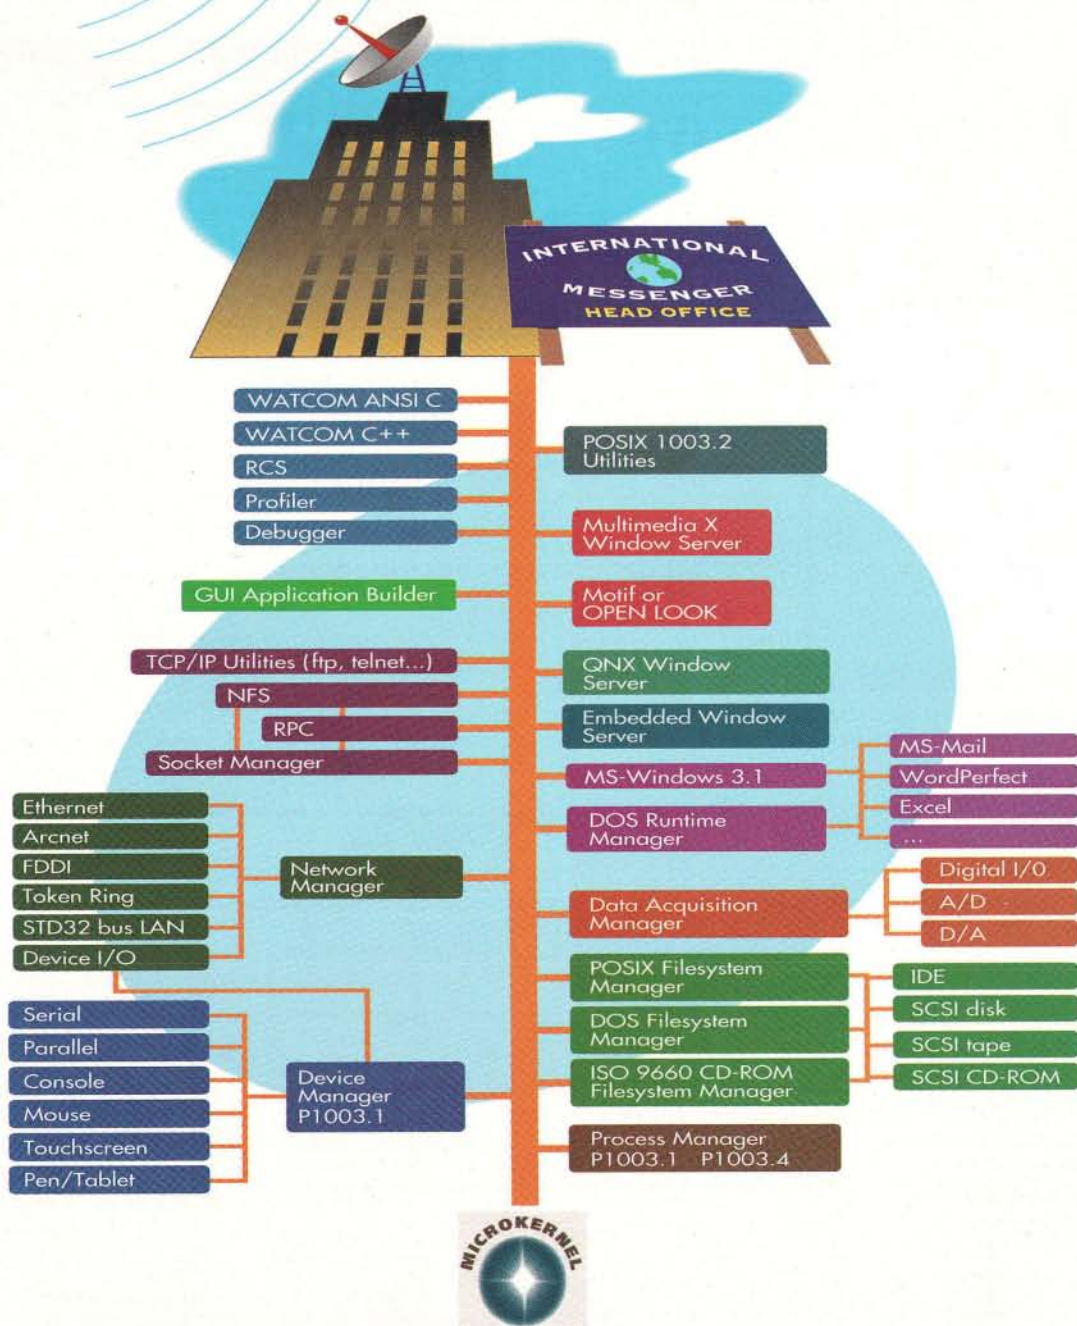 INTERNATIONAL
MESSENGER
HEAD OFFICE
WATCOM ANSI C
WATCOM C++
RCS
Profiler
Debugger
GUI Application Builder
TCP/IP Utilities (ftp, telnet...)
NFS
RPC
Socket Manager
Ethernet
Arcnet
FDDI
Token Ring
STD32 bus LAN
Device I/O
Network
Manager
Serial
Parallel
Console
Mouse
Touchscreen
Pen/Tablet
Device
Manager
P1003.1
POSIX 1003.2
Utilities
Multimedia X
Window Server
Motif or
OPEN LOOK
QNX Window
Server
Embedded Window
Server
MS-Windows 3.1
DOS Runtime
Manager
MS-Mail
WordPerfect
Excel
...
Data Acquisition
Manager
Digital I/O
A/D
D/A
POSIX Filesystem
Manager
DOS Filesystem
Manager
ISO 9660 CD-ROM
Filesystem Manager
IDE
SCSI disk
SCSI tape
SCSI CD-ROM
Process Manager
P1003.1 P1003.4
MICROKERNEL